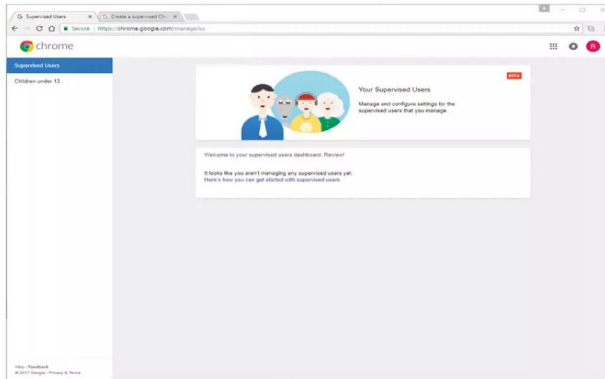 Supervised Users
Create a supervised Ch
Secure https://chrome.google.com/manage/su
chrome
R
Supervised Users
Children under 13
BETA
Your Supervised Users
Manage and configure settings for the
supervised users that you manage.
Welcome to your supervised users dashboard, Review!
It looks like you aren't managing any supervised users yet.
Here's how you can get started with supervised users.
Help - Feedback
© 2017 Google - Privacy & Terms